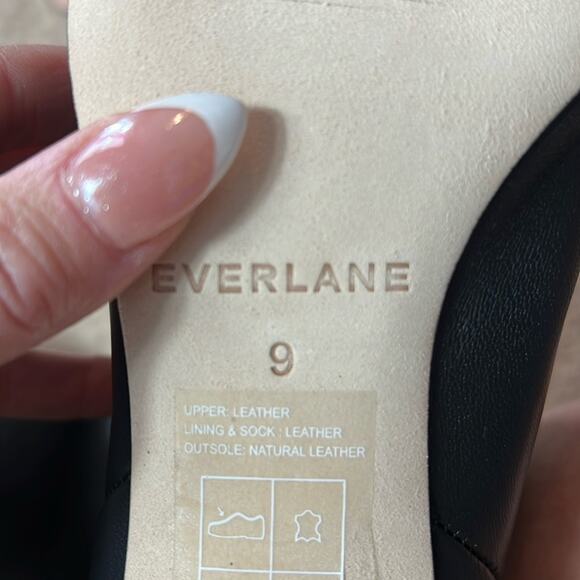 EVERLANE
9
UPPER: LEATHER
LINING & SOCK : LEATHER
OUTSOLE: NATURAL LEATHER